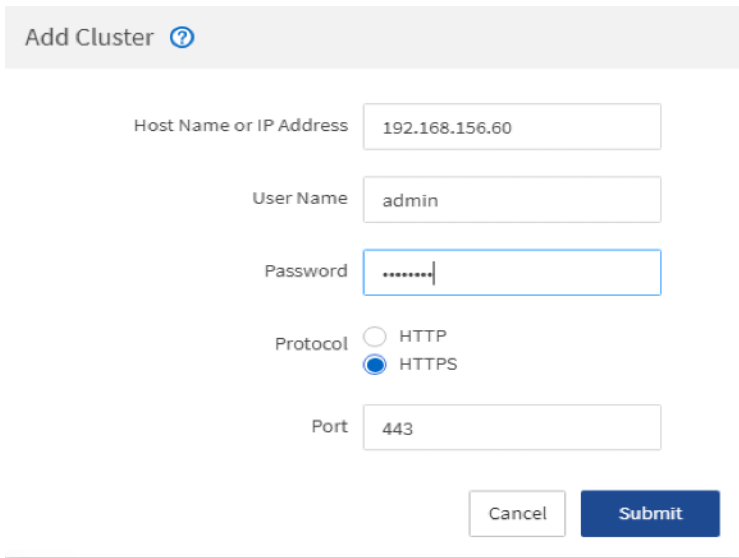 Add Cluster ?
Host Name or IP Address 192.168.156.60
User Name admin
Password ••••••••
Protocol HTTP
HTTPS
Port 443
Cancel Submit